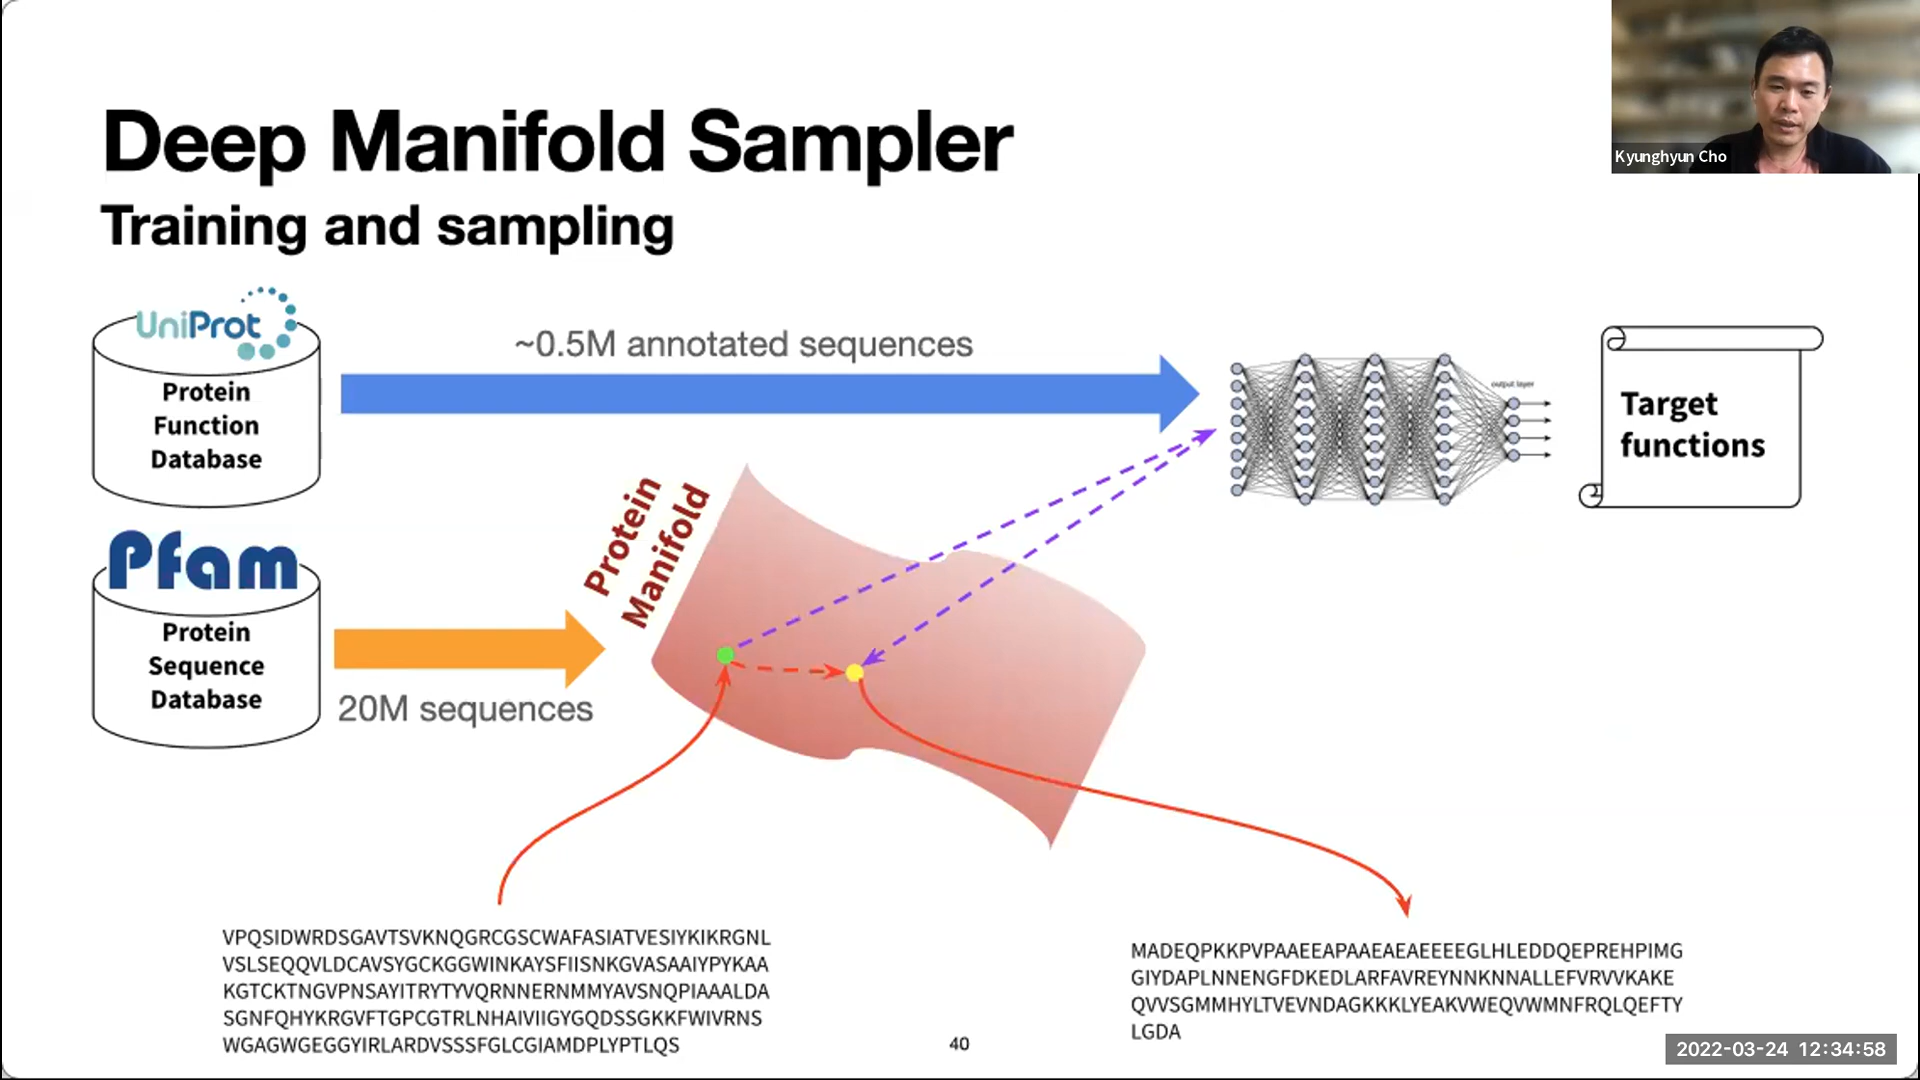 Deep Manifold Sampler
Training and sampling
Kyunghyun Cho
UniProt
Protein
Function
Database
~0.5M annotated sequences
output layer
Target
functions
Pfam
Protein
Sequence
Database
20M sequences
Protein
Manifold
VPQSIDWRDSGAVTSVKNQGRCGSCWAFASIATVESIYKIKRGNL
VSLSEQQVLDCAVSYGCKGGWINKAYSFIISNKGVASAAIYPYKAA
KGTCKTNGVPNSAYITRYTYVQRNNERNMMYAVSNQPIAAALDA
SGNFQHYKRGVFTGPCGTRLNHAIVIIGYGQDSSGKKFWIVRNS
WGAGWGEGGYIRLARDVSSSFGLCGIAMDPLYPTLQS
MADEQPKKPVPAAEEAPAAEAEAEEEEGLHLEDDQEPREHPIMG
GIYDAPLNNENGFDKEDLARFAVREYNNKNNALLEFVRVVKAKE
QVVSGMMHYLTVEVNDAGKKKLYEAKVWEQVWMNFRQLQEFTY
LGDA
40
2022-03-24 12:34:58